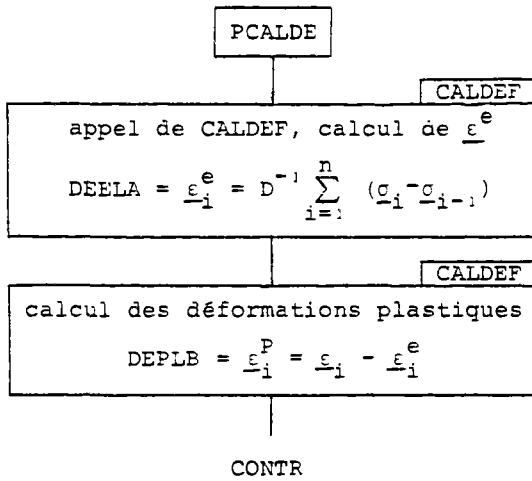 PCALDE
CALDEF
appel de CALDEF, calcul de ε^e
DEELA = ε_i^e = D^-1 ∑_{i=1}^n (σ_i-σ_{i-1})
CALDEF
calcul des déformations plastiques
DEPLB = ε_i^P = ε_i - ε_i^e
CONTR